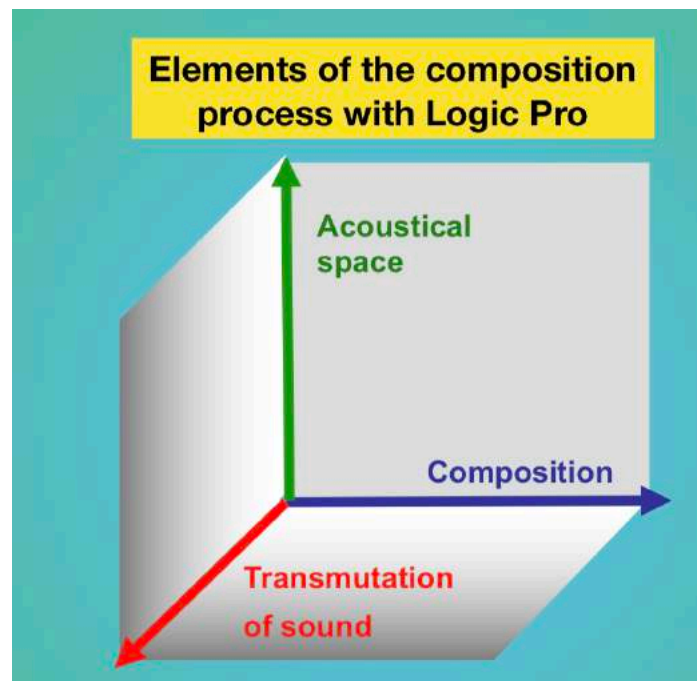 Elements of the composition
process with Logic Pro
Acoustical
space
Composition
Transmutation
of sound